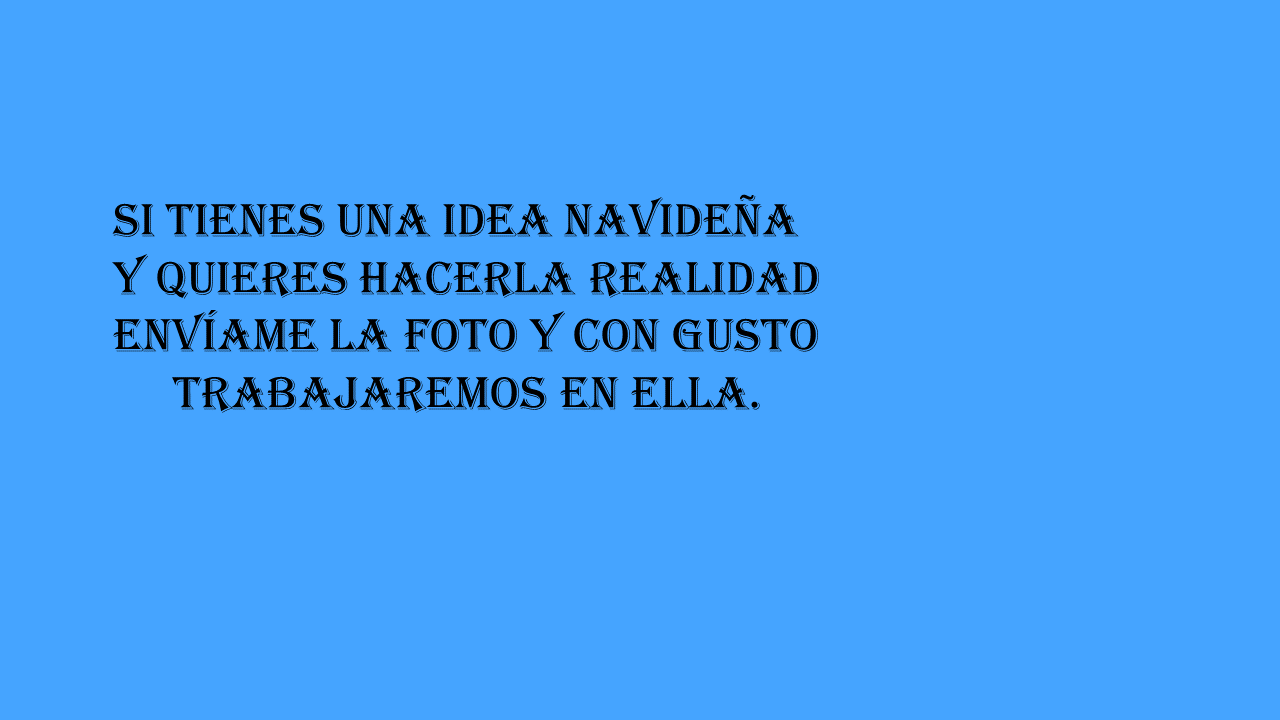 SI TIENES UNA IDEA NAVIDEÑA
Y QUIERES HACERLA REALIDAD
ENVÍAME LA FOTO Y CON GUSTO
TRABAJAREMOS EN ELLA.